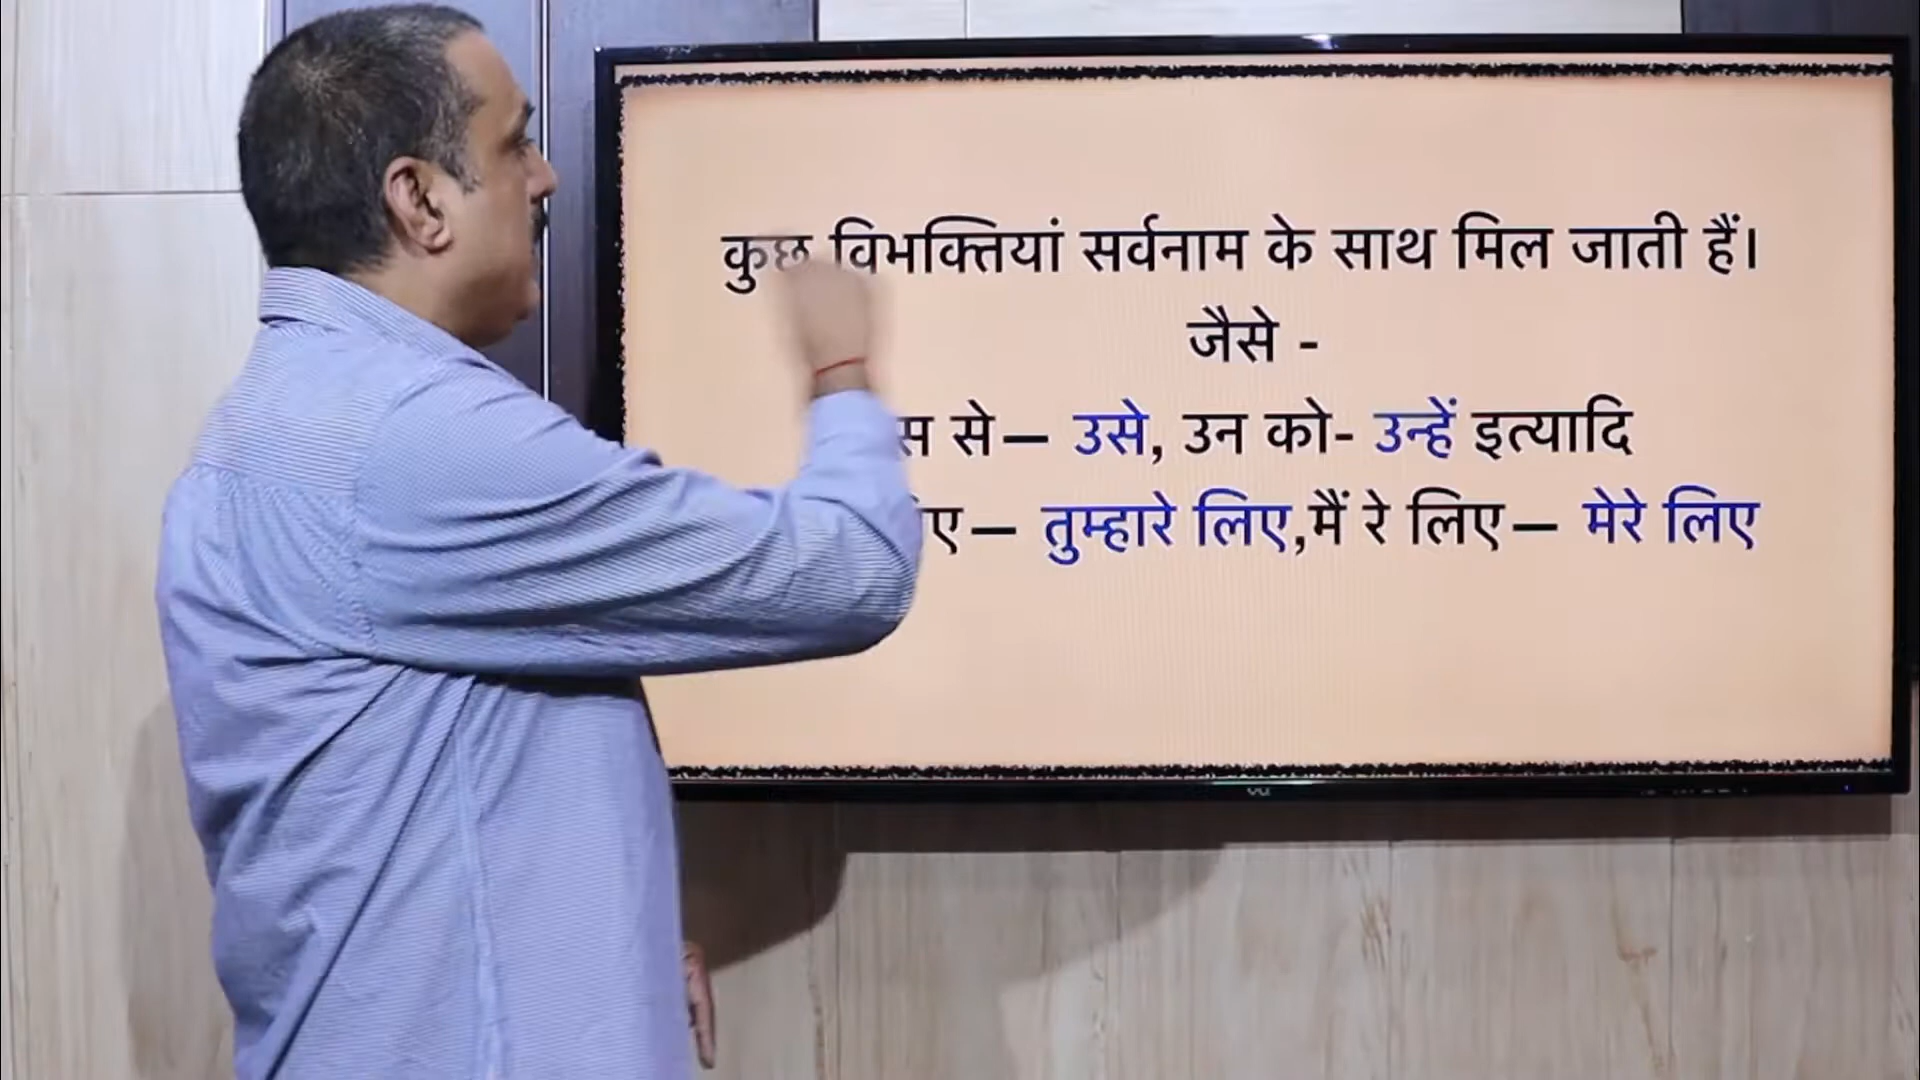 कुछ विभक्तियां सर्वनाम के साथ मिल जाती हैं।
जैसे -
से— उसे, उन को- उन्हें इत्यादि
— तुम्हारे लिए,मैं रे लिए— मेरे लिए